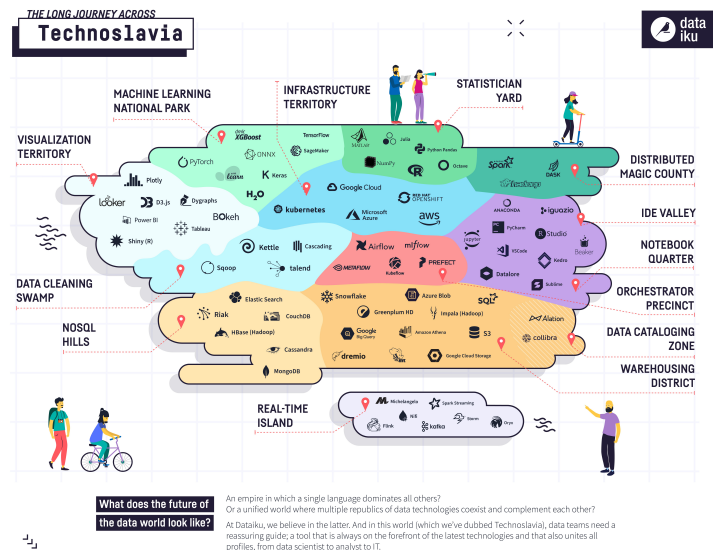 THE LONG JOURNEY ACROSS
Technoslavia
data
iku
MACHINE LEARNING
NATIONAL PARK
INFRASTRUCTURE
TERRITORY
STATISTICIAN
YARD
VISUALIZATION
TERRITORY
DISTRIBUTED
MAGIC COUNTY
IDE VALLEY
NOTEBOOK
QUARTER
ORCHESTRATOR
PRECINCT
DATA CATALOGING
ZONE
WAREHOUSING
DISTRICT
DATA CLEANING
SWAMP
NOSQL
HILLS
REAL-TIME
ISLAND
dmlc
XGBoost
TensorFlow
PyTorch
ONNX
SageMaker
learn
Keras
H2O
MATLAB
Julia
Python Pandas
NumPy
R
Octave
Spark
DASK
Plotly
looker
D3.js
Dygraphs
Power BI
Tableau
BOkeh
Shiny (R)
Google Cloud
RED HAT
OPENSHIFT
kubernetes
Microsoft
Azure
aws
ANACONDA
iguazio
PyCharm
R Studio
jupyter
VSCode
Beaker
Kedro
Datalore
Sublime
Kettle
Cascading
Sqoop
talend
Airflow
mlflow
METAFLOW
Kubeflow
PREFECT
Elastic Search
Riak
CouchDB
HBase (Hadoop)
Cassandra
MongoDB
Snowflake
Azure Blob
SQL
Greenplum HD
Impala (Hadoop)
Google
Big Query
Amazon Athena
S3
dremio
Google Cloud Storage
Alation
collibra
Michelangelo
Spark Streaming
Flink
Nifi
kafka
Storm
Oryx
What does the future of
the data world look like?
An empire in which a single language dominates all others?
Or a unified world where multiple republics of data technologies coexist and complement each other?
At Dataiku, we believe in the latter. And in this world (which we've dubbed Technoslavia), data teams need a
reassuring guide; a tool that is always on the forefront of the latest technologies and that also unites all
profiles, from data scientist to analyst to IT.